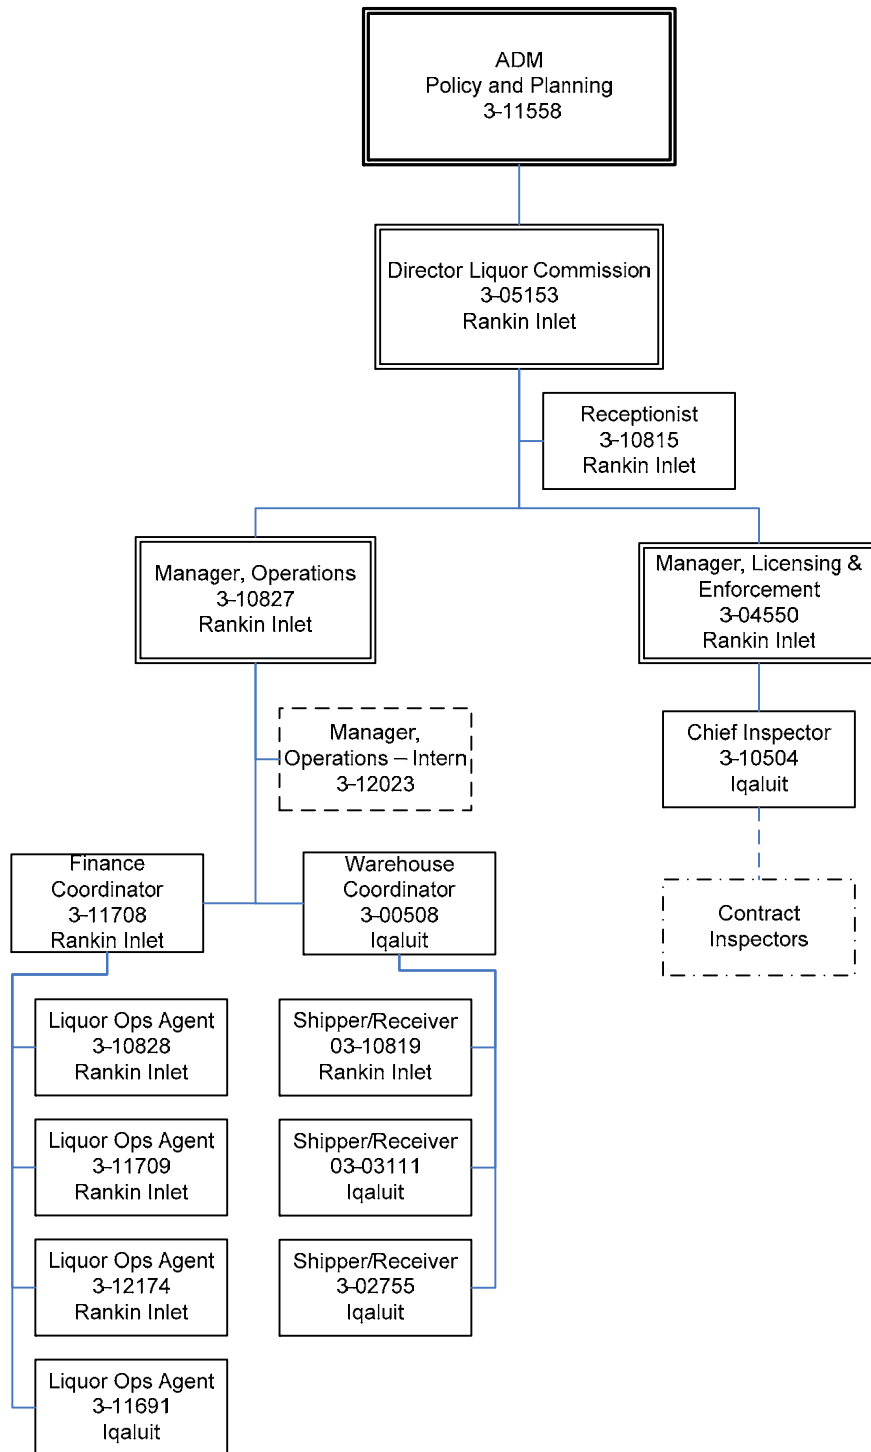 ADM
Policy and Planning
3-11558
Director Liquor Commission
3-05153
Rankin Inlet
Receptionist
3-10815
Rankin Inlet
Manager, Operations
3-10827
Rankin Inlet
Manager, Licensing &
Enforcement
3-04550
Rankin Inlet
Manager,
Operations – Intern
3-12023
Chief Inspector
3-10504
Iqaluit
Finance
Coordinator
3-11708
Rankin Inlet
Warehouse
Coordinator
3-00508
Iqaluit
Contract
Inspectors
Liquor Ops Agent
3-10828
Rankin Inlet
Shipper/Receiver
03-10819
Rankin Inlet
Liquor Ops Agent
3-11709
Rankin Inlet
Shipper/Receiver
03-03111
Iqaluit
Liquor Ops Agent
3-12174
Rankin Inlet
Shipper/Receiver
3-02755
Iqaluit
Liquor Ops Agent
3-11691
Iqaluit